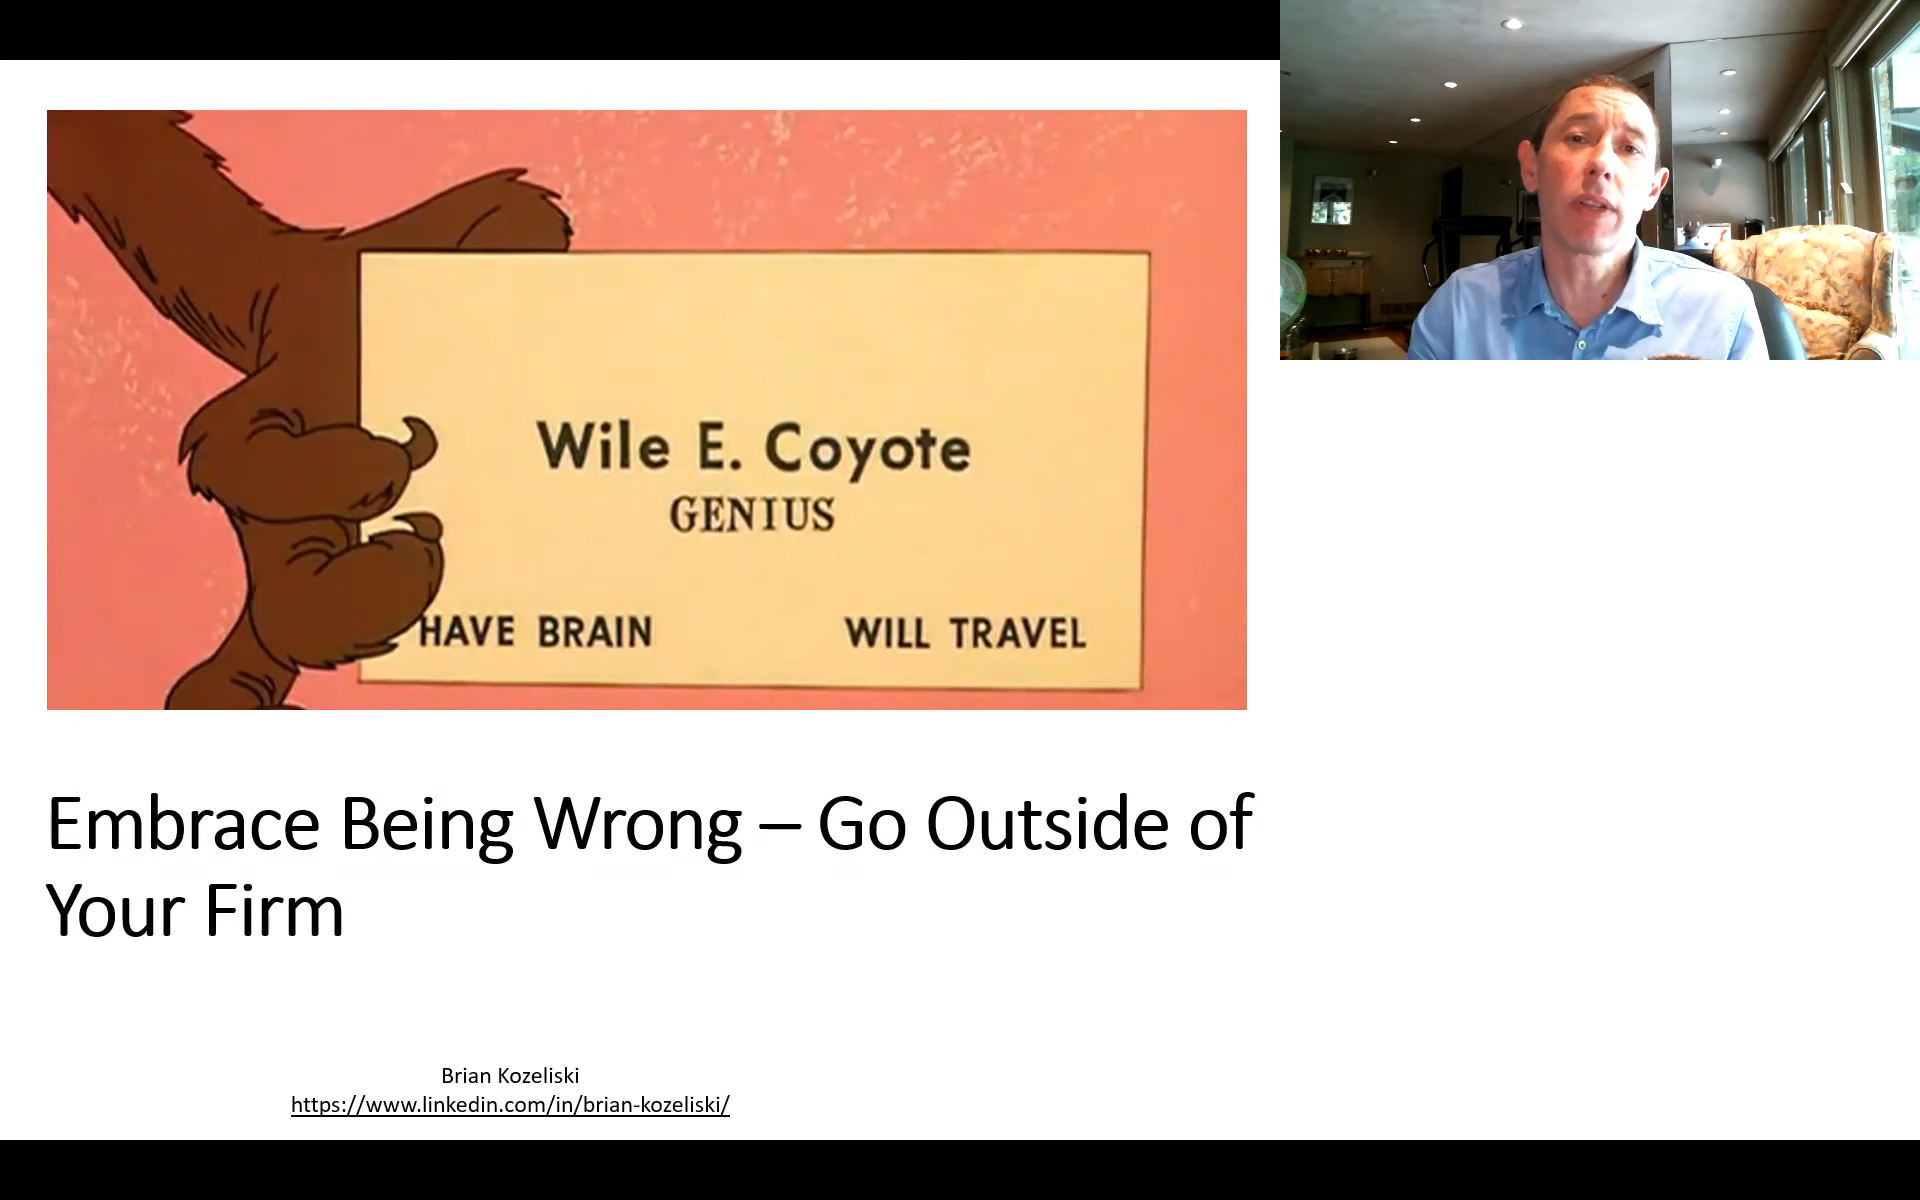 Wile E. Coyote
GENIUS
HAVE BRAIN WILL TRAVEL
Embrace Being Wrong – Go Outside of
Your Firm
Brian Kozeliski
https://www.linkedin.com/in/brian-kozeliski/